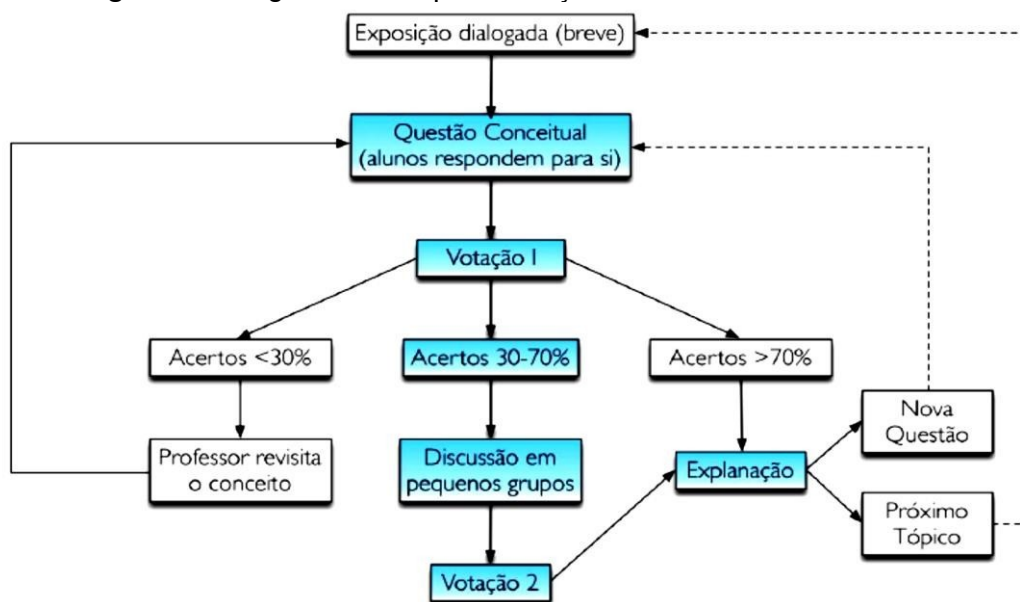 Exposição dialogada (breve)
Questão Conceitual
(alunos respondem para si)
Votação I
Acertos <30%
Acertos 30-70%
Acertos >70%
Professor revisita
o conceito
Discussão em
pequenos grupos
Explanação
Nova
Questão
Próximo
Tópico
Votação 2